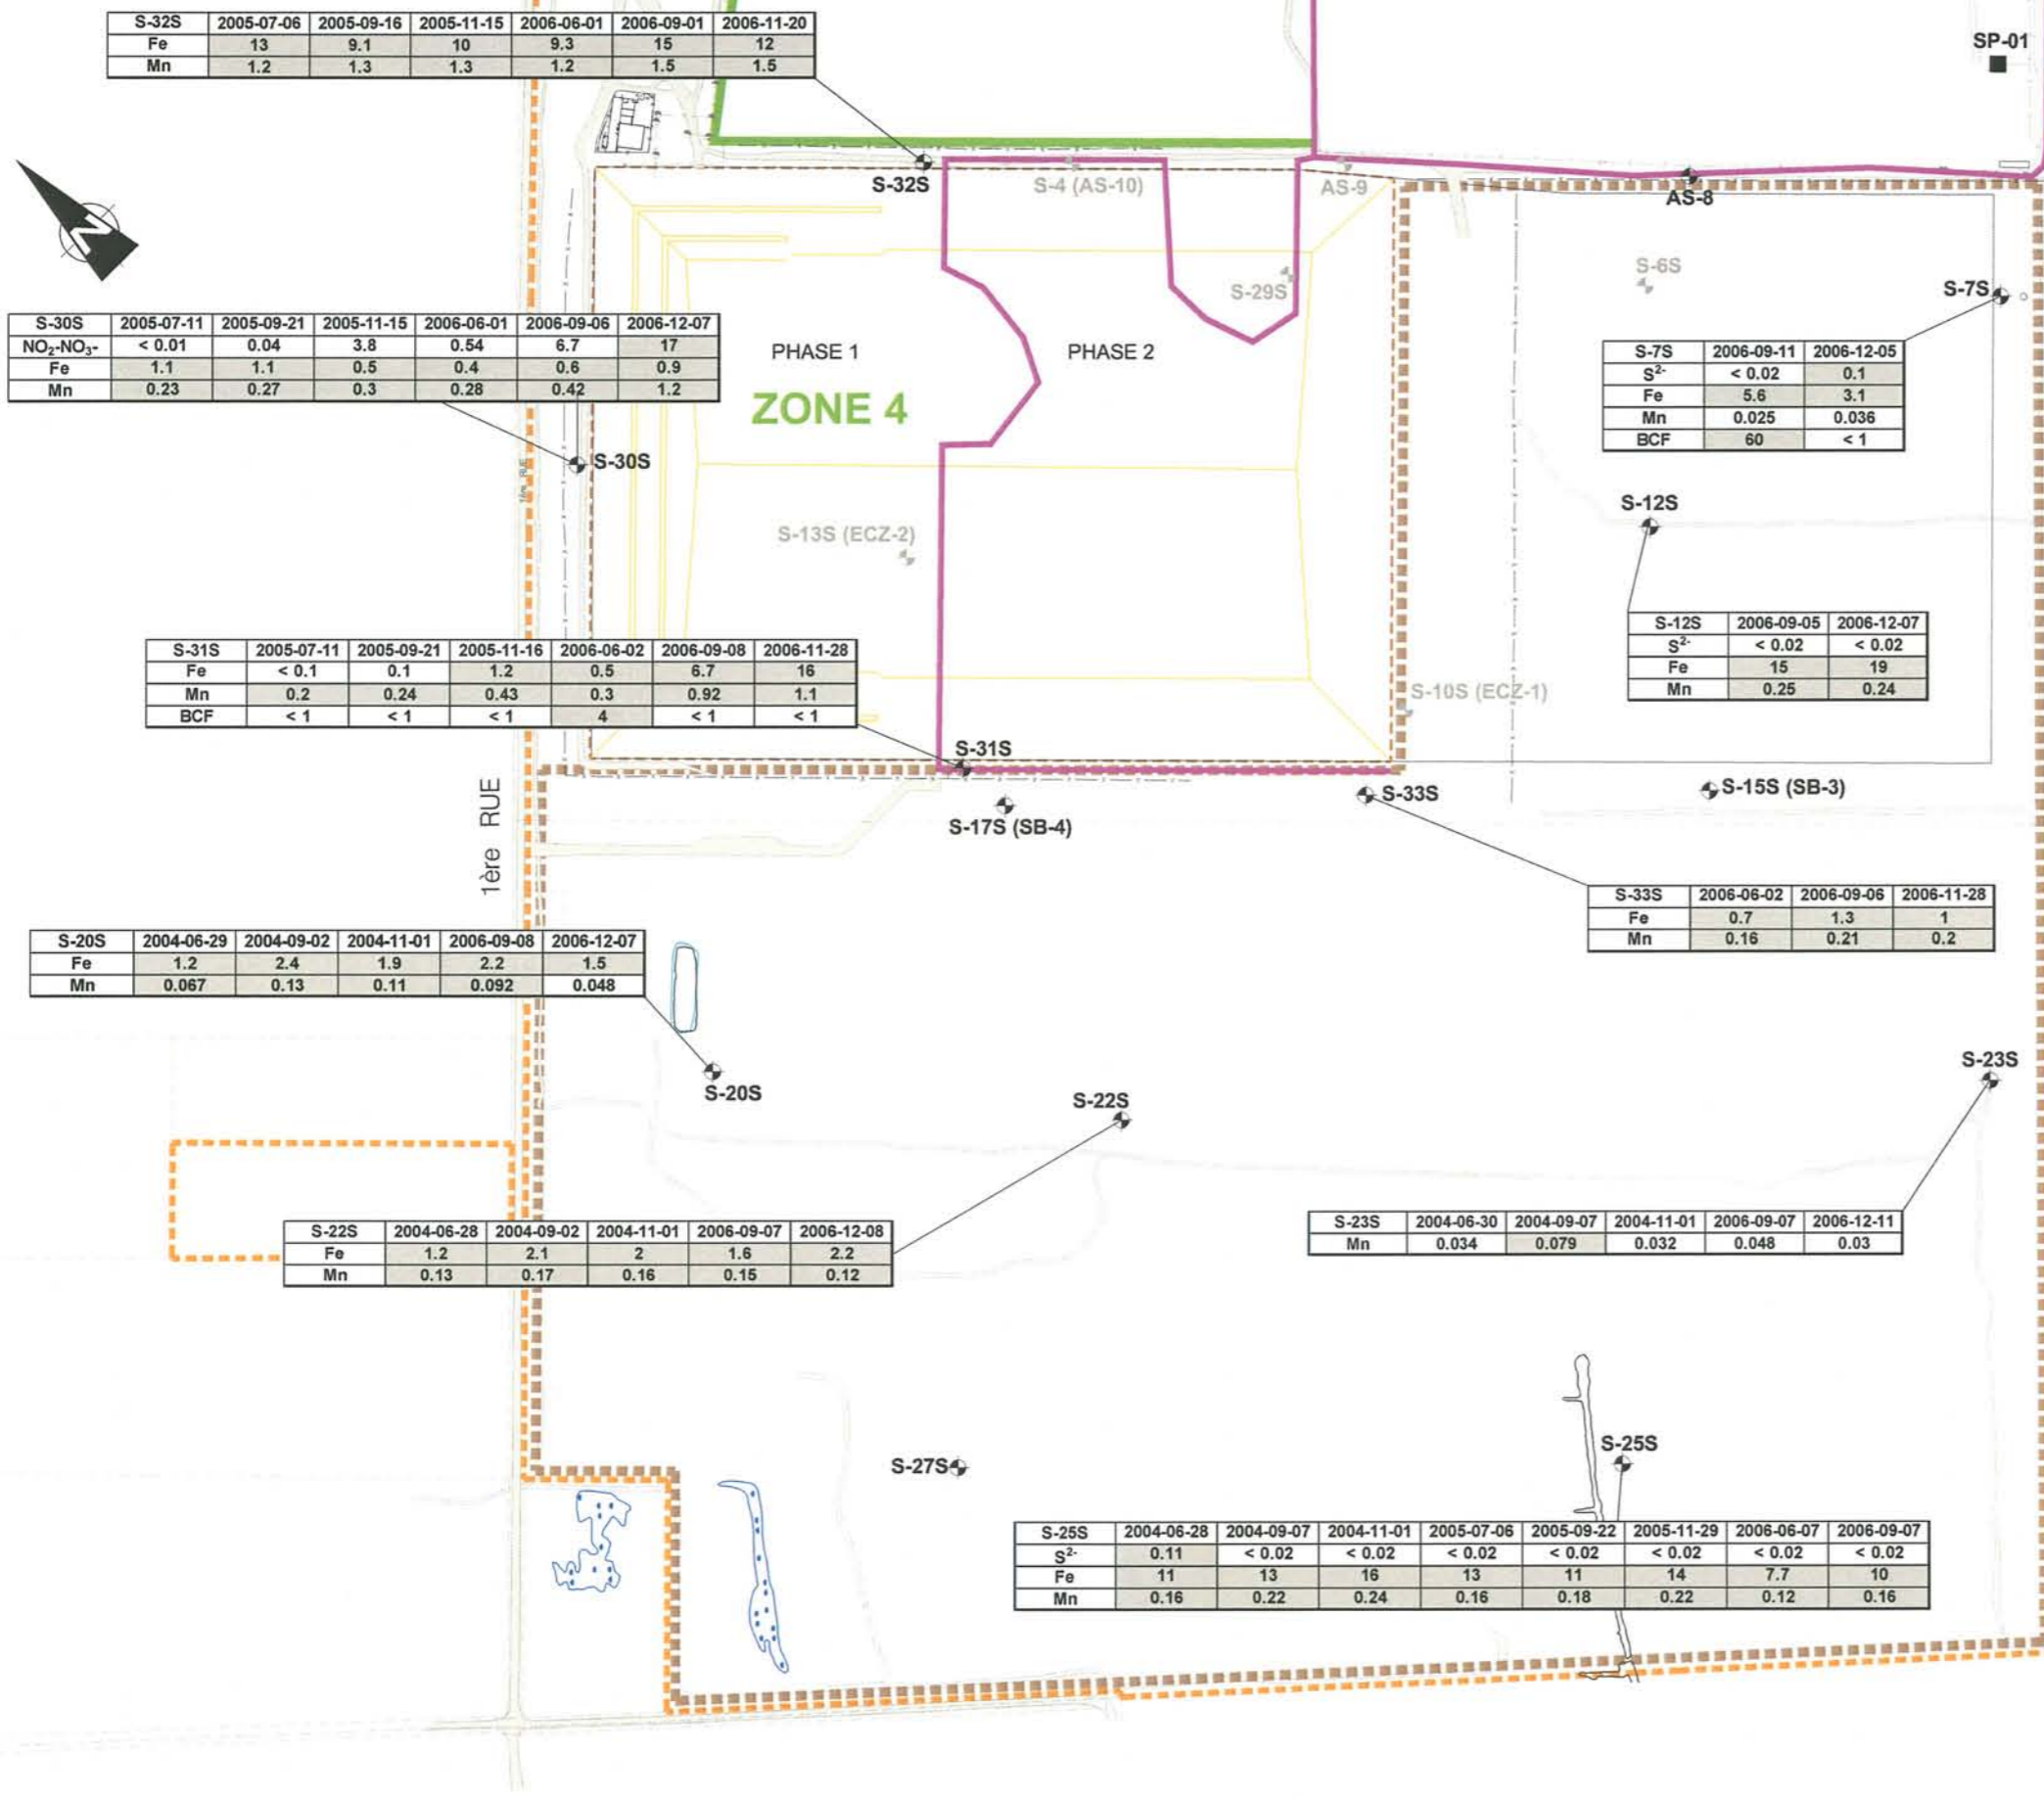 S-32S 2005-07-06 2005-09-16 2005-11-15 2006-06-01 2006-09-01 2006-11-20
Fe 13 9.1 10 9.3 15 12
Mn 1.2 1.3 1.3 1.2 1.5 1.5
SP-01
S-32S
S-4 (AS-10)
AS-9
AS-8
N
S-6S
S-29S
S-7S
S-30S 2005-07-11 2005-09-21 2005-11-15 2006-06-01 2006-09-06 2006-12-07
NO₂-NO₃- < 0.01 0.04 3.8 0.54 6.7 17
Fe 1.1 1.1 0.5 0.4 0.6 0.9
Mn 0.23 0.27 0.3 0.28 0.42 1.2
PHASE 1
PHASE 2
ZONE 4
S-7S 2006-09-11 2006-12-05
S²- < 0.02 0.1
Fe 5.6 3.1
Mn 0.025 0.036
BCF 60 < 1
S-30S
1ère RUE
S-12S
S-13S (ECZ-2)
S-12S 2006-09-05 2006-12-07
S²- < 0.02 < 0.02
Fe 15 19
Mn 0.25 0.24
S-31S 2005-07-11 2005-09-21 2005-11-16 2006-06-02 2006-09-08 2006-11-28
Fe < 0.1 0.1 1.2 0.5 6.7 16
Mn 0.2 0.24 0.43 0.3 0.92 1.1
BCF < 1 < 1 < 1 4 < 1 < 1
S-10S (ECZ-1)
S-31S
S-33S
S-15S (SB-3)
S-17S (SB-4)
1ère RUE
S-33S 2006-06-02 2006-09-06 2006-11-28
Fe 0.7 1.3 1
Mn 0.16 0.21 0.2
S-20S 2004-06-29 2004-09-02 2004-11-01 2006-09-08 2006-12-07
Fe 1.2 2.4 1.9 2.2 1.5
Mn 0.067 0.13 0.11 0.092 0.048
S-20S
S-22S
S-23S
S-22S 2004-06-28 2004-09-02 2004-11-01 2006-09-07 2006-12-08
Fe 1.2 2.1 2 1.6 2.2
Mn 0.13 0.17 0.16 0.15 0.12
S-23S 2004-06-30 2004-09-07 2004-11-01 2006-09-07 2006-12-11
Mn 0.034 0.079 0.032 0.048 0.03
S-27S
S-25S
S-25S 2004-06-28 2004-09-07 2004-11-01 2005-07-06 2005-09-22 2005-11-29 2006-06-07 2006-09-07
S²- 0.11 < 0.02 < 0.02 < 0.02 < 0.02 < 0.02 < 0.02 < 0.02
Fe 11 13 16 13 11 14 7.7 10
Mn 0.16 0.22 0.24 0.16 0.18 0.22 0.12 0.16